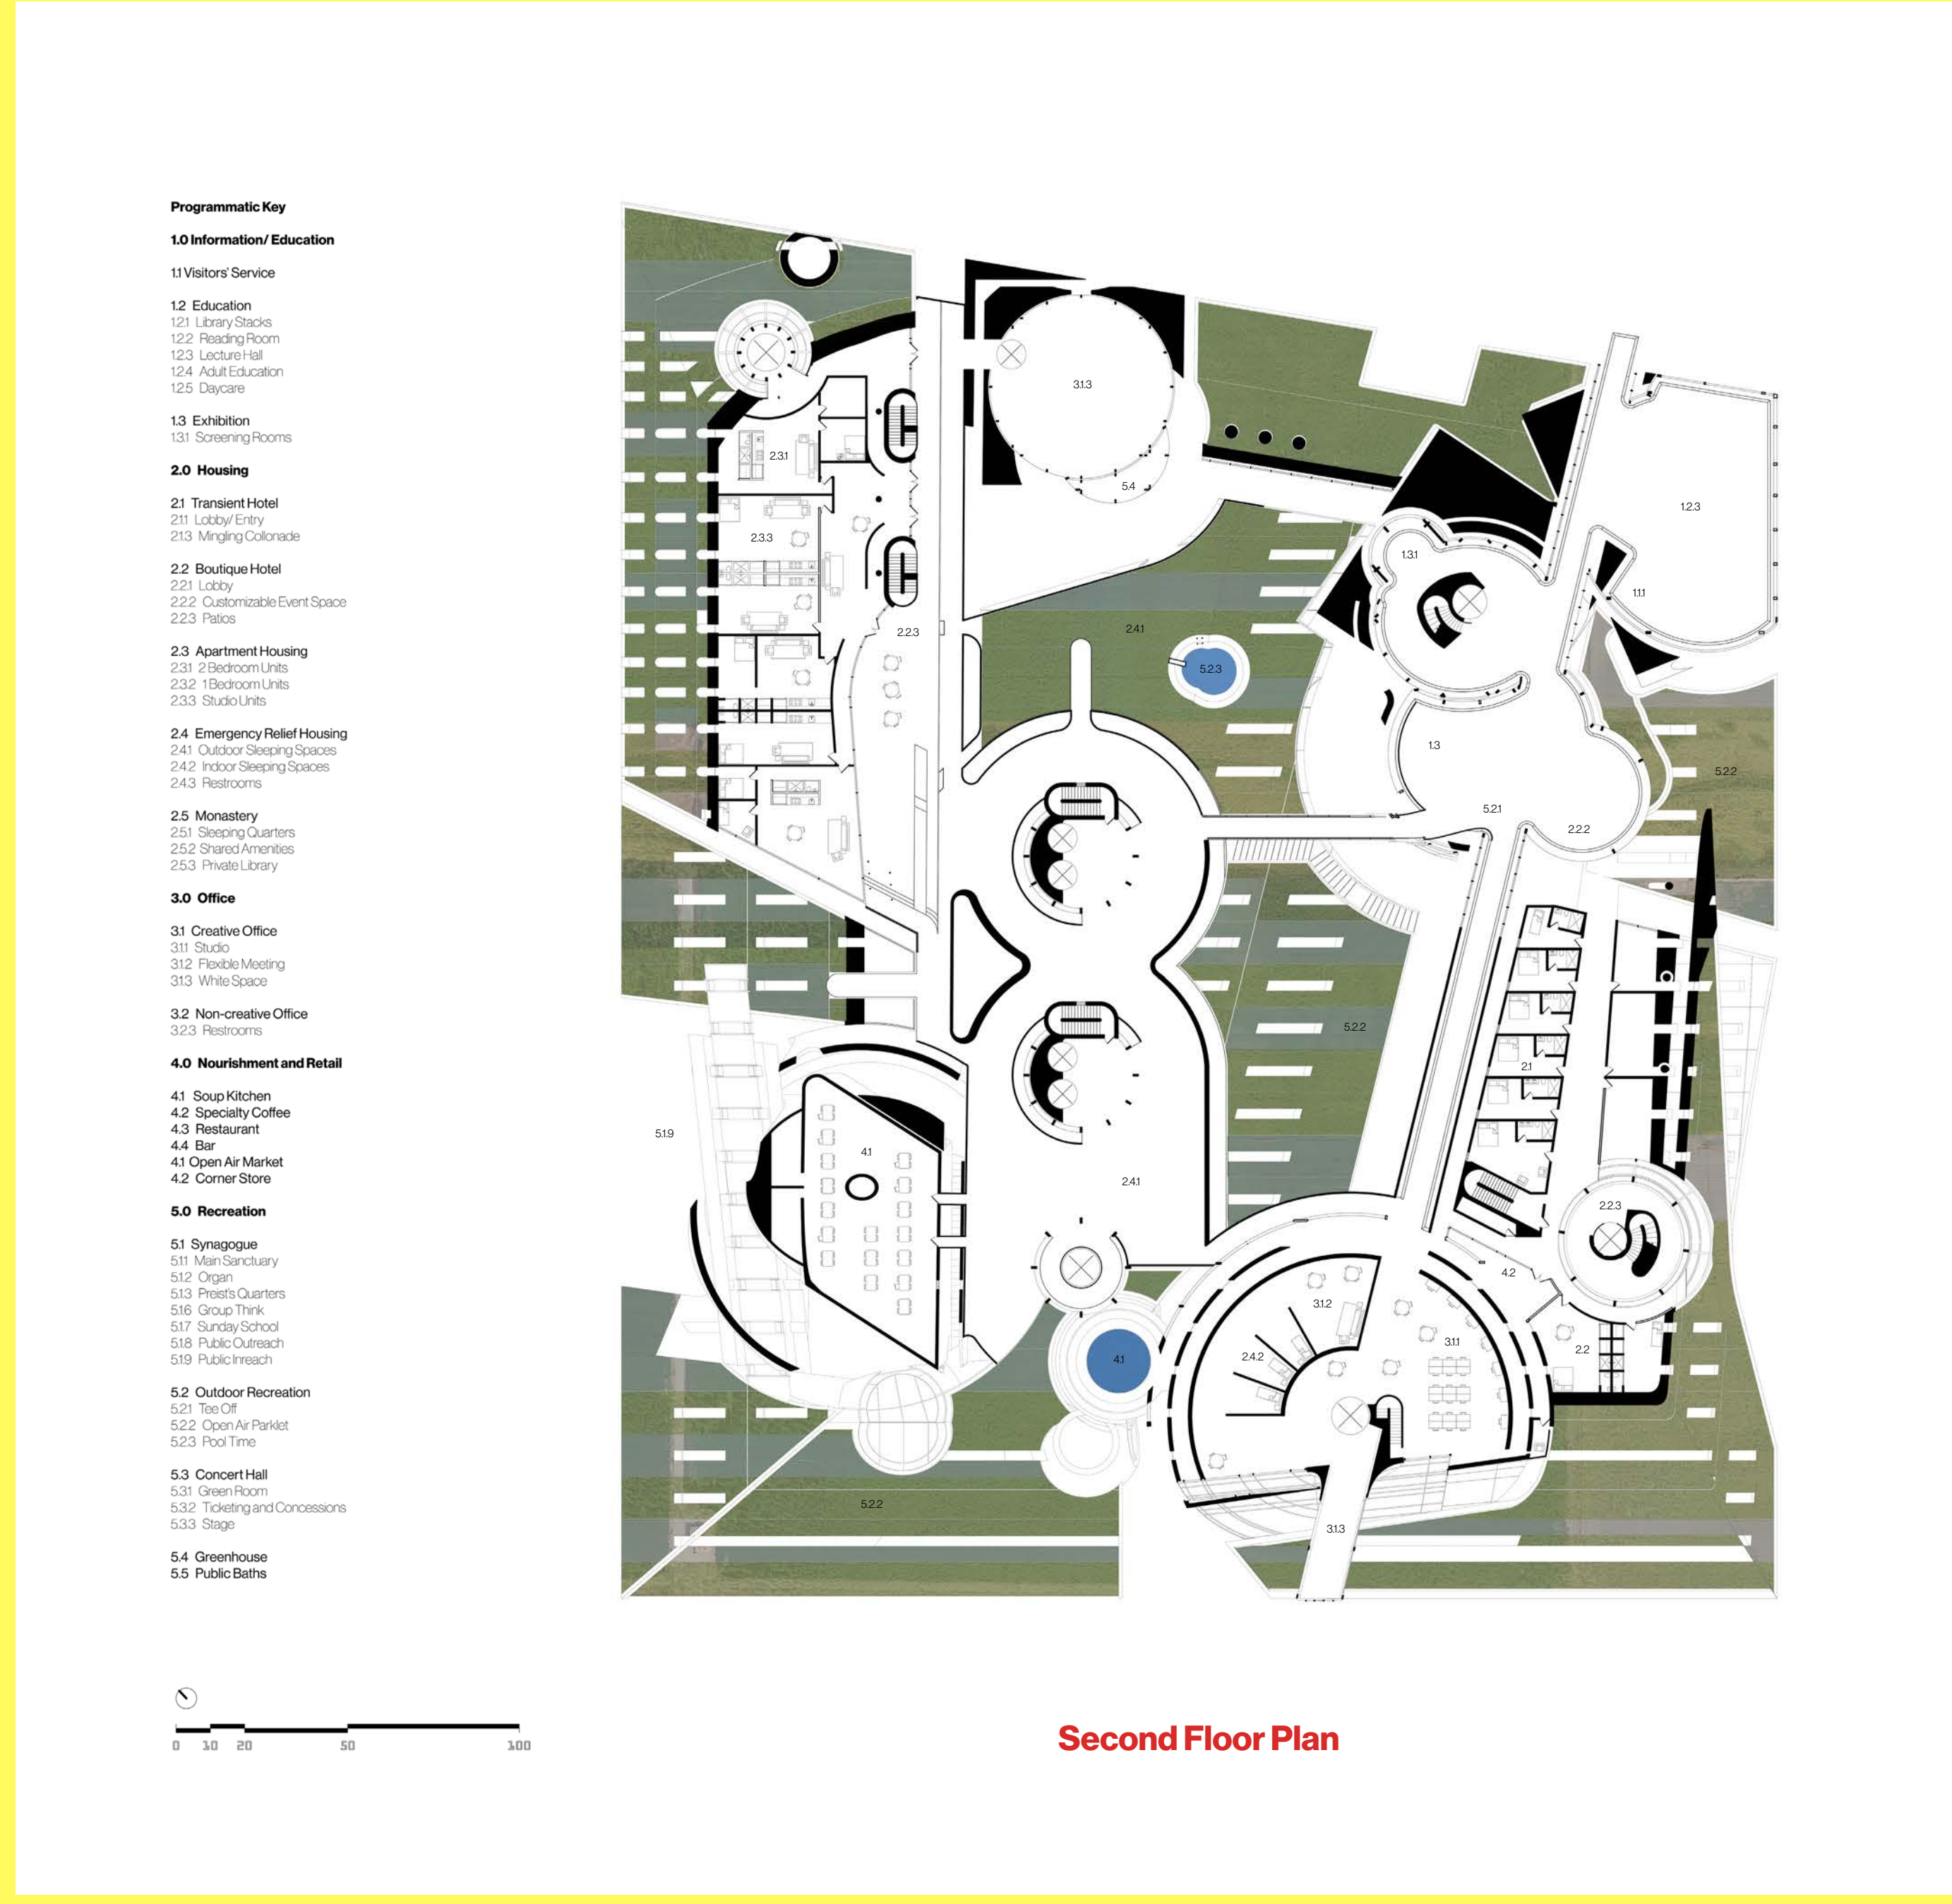 Programmatic Key
1.0 Information/ Education
1.1 Visitors' Service
1.2 Education
1.2.1 Library Stacks
1.2.2 Reading Room
1.2.3 Lecture Hall
1.2.4 Adult Education
1.2.5 Daycare
1.3 Exhibition
1.3.1 Screening Rooms
2.0 Housing
2.1 Transient Hotel
2.1.1 Lobby/ Entry
2.1.3 Mingling Collonade
2.2 Boutique Hotel
2.2.1 Lobby
2.2.2 Customizable Event Space
2.2.3 Patios
2.3 Apartment Housing
2.3.1 2 Bedroom Units
2.3.2 1 Bedroom Units
2.3.3 Studio Units
2.4 Emergency Relief Housing
2.4.1 Outdoor Sleeping Spaces
2.4.2 Indoor Sleeping Spaces
2.4.3 Restrooms
2.5 Monastery
2.5.1 Sleeping Quarters
2.5.2 Shared Amenities
2.5.3 Private Library
3.0 Office
3.1 Creative Office
3.1.1 Studio
3.1.2 Flexible Meeting
3.1.3 White Space
3.2 Non-creative Office
3.2.3 Restrooms
4.0 Nourishment and Retail
4.1 Soup Kitchen
4.2 Specialty Coffee
4.3 Restaurant
4.4 Bar
4.1 Open Air Market
4.2 Corner Store
5.0 Recreation
5.1 Synagogue
5.1.1 Main Sanctuary
5.1.2 Organ
5.1.3 Preist's Quarters
5.1.6 Group Think
5.1.7 Sunday School
5.1.8 Public Outreach
5.1.9 Public Inreach
5.2 Outdoor Recreation
5.2.1 Tee Off
5.2.2 Open Air Parklet
5.2.3 Pool Time
5.3 Concert Hall
5.3.1 Green Room
5.3.2 Ticketing and Concessions
5.3.3 Stage
5.4 Greenhouse
5.5 Public Baths
0 10 20 50 100
3.1.3
2.3.1
5.4
1.2.3
2.3.3
1.3.1
1.1.1
2.2.3
2.4.1
5.2.3
1.3
5.2.2
5.2.1
2.2.2
5.2.2
2.1
5.1.9
4.1
2.4.1
2.2.3
4.2
3.1.2
3.1.1
2.2
2.4.2
4.1
5.2.2
3.1.3
Second Floor Plan